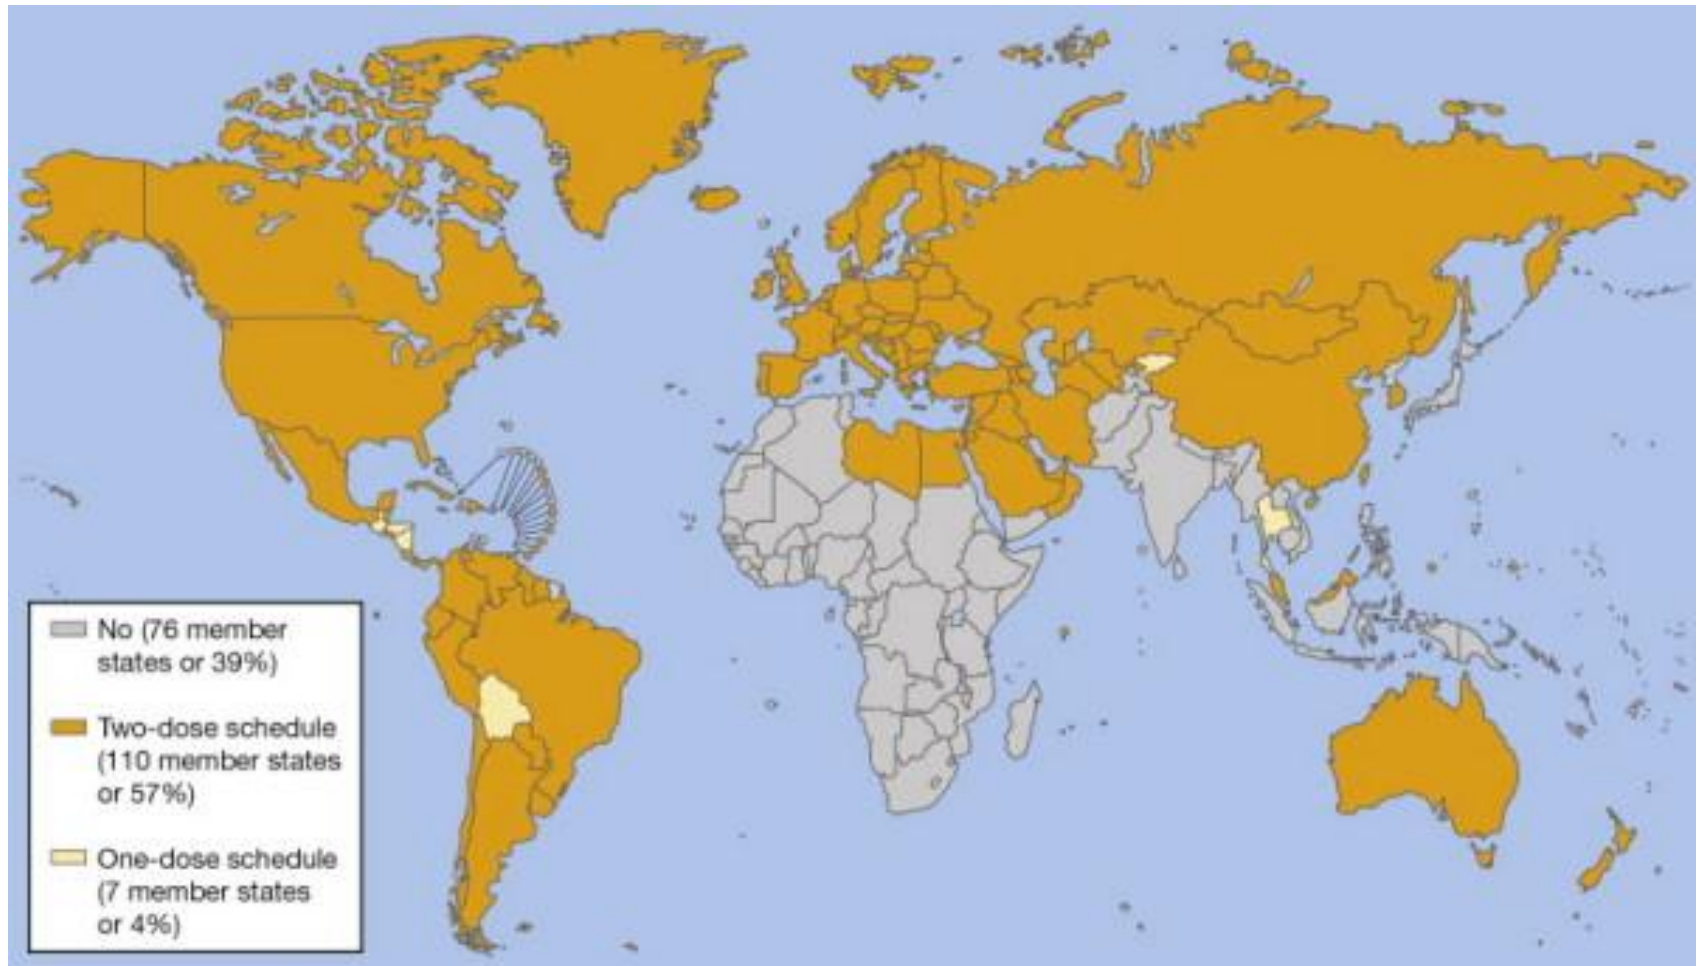 No (76 member
states or 39%)
Two-dose schedule
(110 member states
or 57%)
One-dose schedule
(7 member states
or 4%)